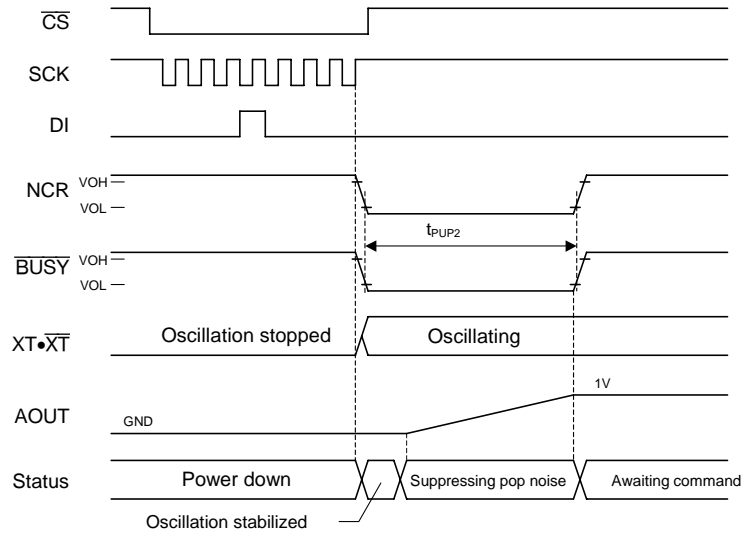 CS
SCK
DI
NCR VOH
VOL
tPUP2
BUSY VOH
VOL
XT•XT Oscillation stopped Oscillating
AOUT GND 1V
Status Power down Suppressing pop noise Awaiting command
Oscillation stabilized